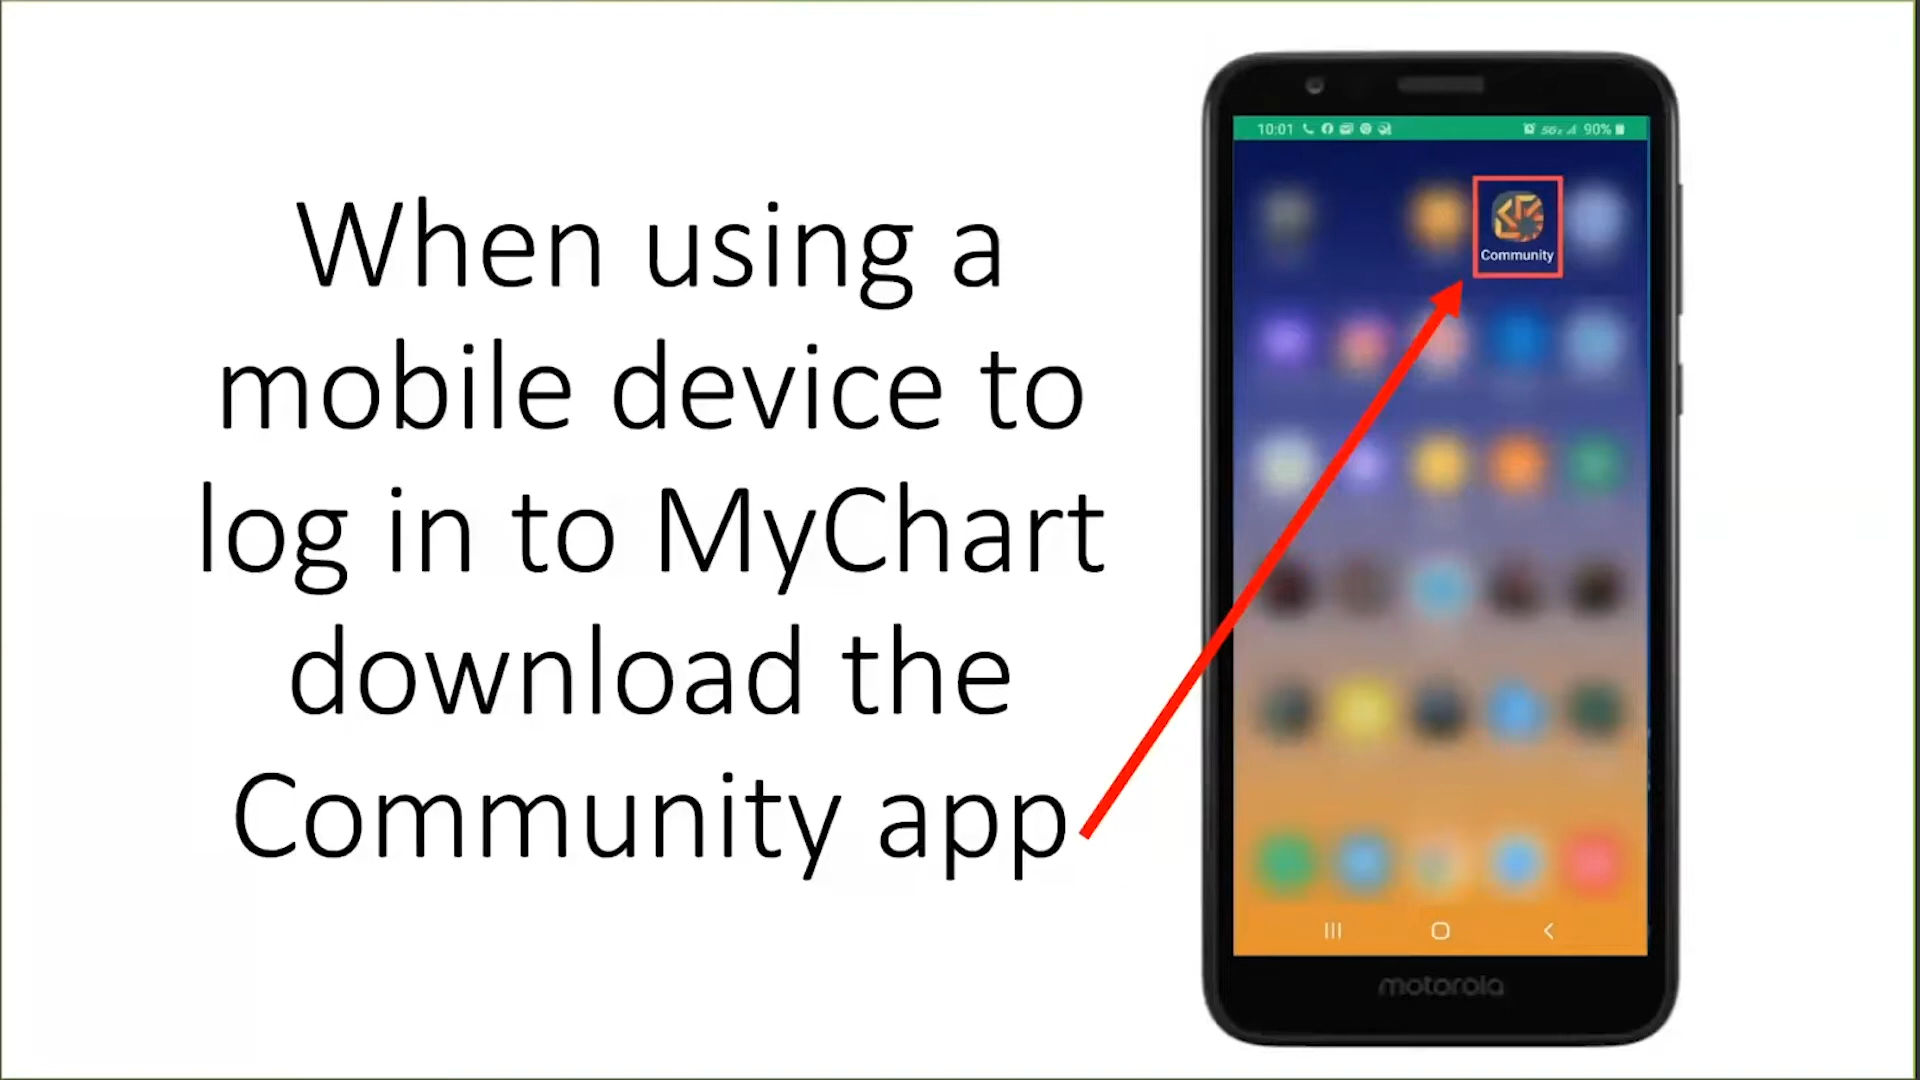 When using a
mobile device to
log in to MyChart
download the
Community app
10:01
90%
Community
motorola